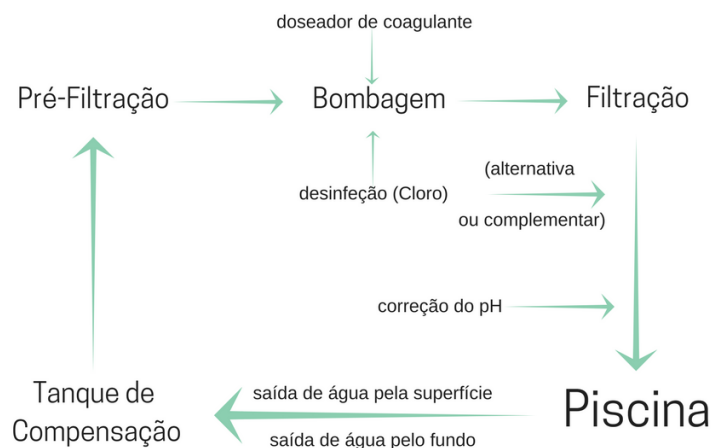 doseador de coagulante
Pré-Filtração
Bombagem
Filtração
desinfeção (Cloro)
(alternativa
ou complementar)
correção do pH
Tanque de
Compensação
saída de água pela superfície
saída de água pelo fundo
Piscina